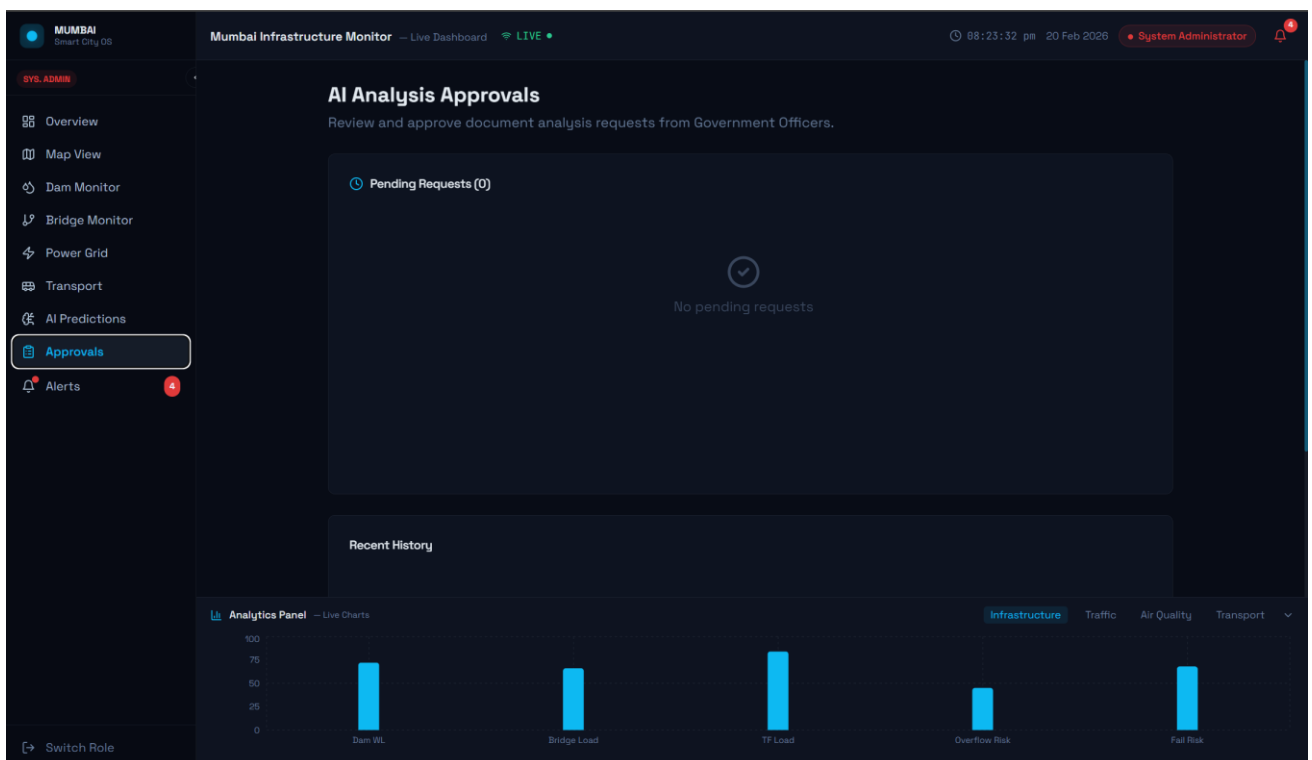 MUMBAI
Smart City OS
SYS. ADMIN
Overview
Map View
Dam Monitor
Bridge Monitor
Power Grid
Transport
AI Predictions
Approvals
Alerts 4
Switch Role
Mumbai Infrastructure Monitor — Live Dashboard LIVE
08:23:32 pm 20 Feb 2026 System Administrator 4
AI Analysis Approvals
Review and approve document analysis requests from Government Officers.
Pending Requests (0)
No pending requests
Recent History
Analytics Panel — Live Charts
Infrastructure Traffic Air Quality Transport
100
75
50
25
0
Dam WL Bridge Load TF Load Overflow Risk Fail Risk